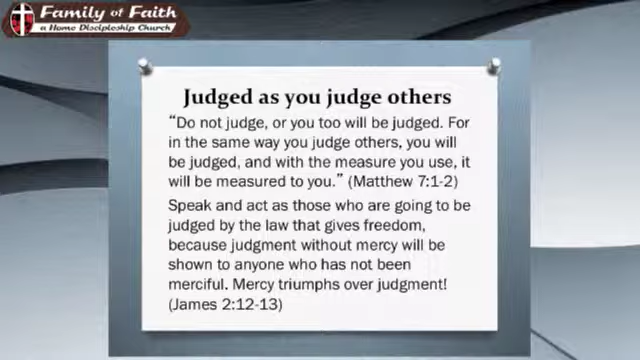 Family of Faith
a Home Discipleship Church
Judged as you judge others
“Do not judge, or you too will be judged. For
in the same way you judge others, you will
be judged, and with the measure you use, it
will be measured to you.” (Matthew 7:1-2)
Speak and act as those who are going to be
judged by the law that gives freedom,
because judgment without mercy will be
shown to anyone who has not been
merciful. Mercy triumphs over judgment!
(James 2:12-13)